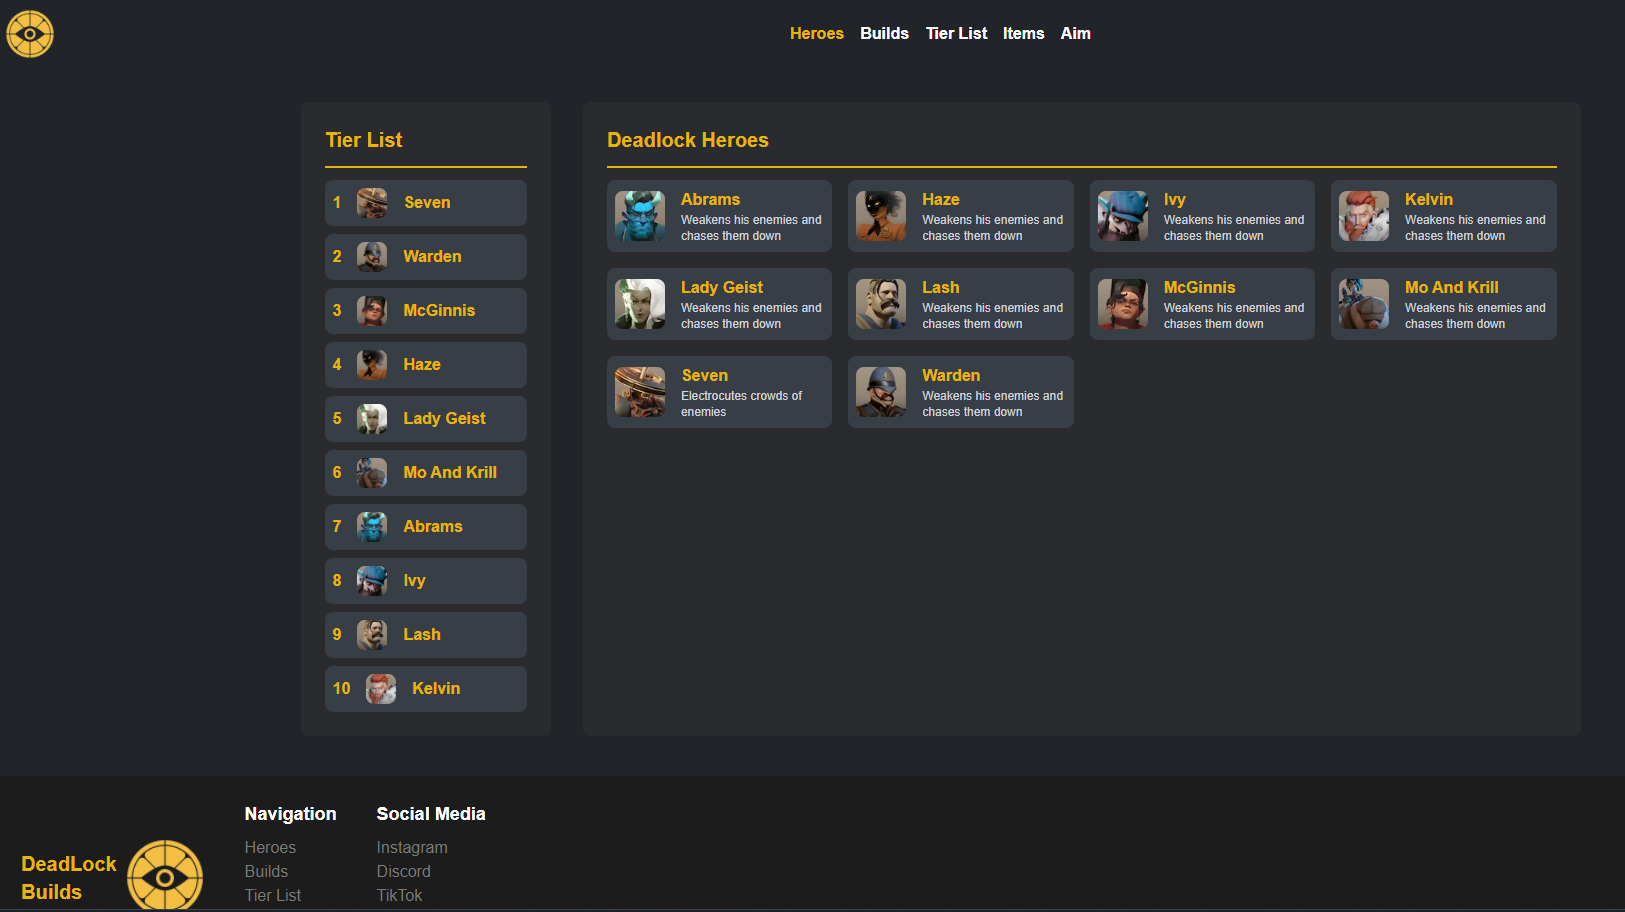 Heroes Builds Tier List Items Aim
Tier List
1 Seven
2 Warden
3 McGinnis
4 Haze
5 Lady Geist
6 Mo And Krill
7 Abrams
8 Ivy
9 Lash
10 Kelvin
Deadlock Heroes
Abrams
Weakens his enemies and
chases them down
Haze
Weakens his enemies and
chases them down
Ivy
Weakens his enemies and
chases them down
Kelvin
Weakens his enemies and
chases them down
Lady Geist
Weakens his enemies and
chases them down
Lash
Weakens his enemies and
chases them down
McGinnis
Weakens his enemies and
chases them down
Mo And Krill
Weakens his enemies and
chases them down
Seven
Electrocutes crowds of
enemies
Warden
Weakens his enemies and
chases them down
DeadLock
Builds
Navigation
Heroes
Builds
Tier List
Social Media
Instagram
Discord
TikTok